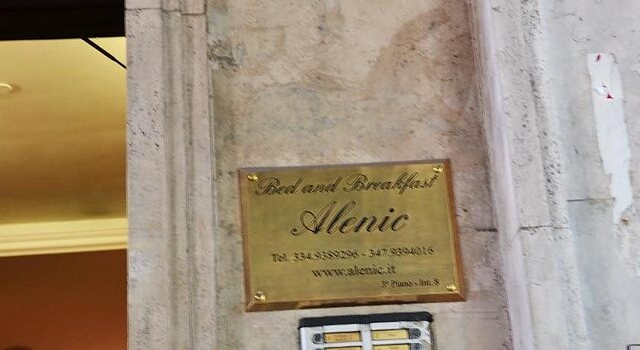 Bed and Breakfast
Alenic
Tel. 334.9389296 - 347.9394016
www.alenic.it
3° Piano - Int. 8